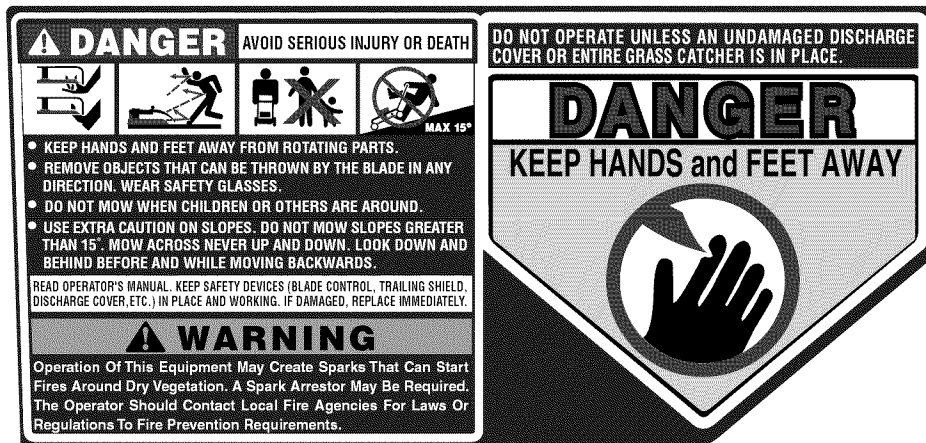 DANGER
AVOID SERIOUS INJURY OR DEATH
MAX 15°
• KEEP HANDS AND FEET AWAY FROM ROTATING PARTS.
• REMOVE OBJECTS THAT CAN BE THROWN BY THE BLADE IN ANY
DIRECTION. WEAR SAFETY GLASSES.
• DO NOT MOW WHEN CHILDREN OR OTHERS ARE AROUND.
• USE EXTRA CAUTION ON SLOPES. DO NOT MOW SLOPES GREATER
THAN 15°. MOW ACROSS NEVER UP AND DOWN. LOOK DOWN AND
BEHIND BEFORE AND WHILE MOVING BACKWARDS.
READ OPERATOR'S MANUAL. KEEP SAFETY DEVICES (BLADE CONTROL, TRAILING SHIELD,
DISCHARGE COVER, ETC.) IN PLACE AND WORKING. IF DAMAGED, REPLACE IMMEDIATELY.
WARNING
Operation Of This Equipment May Create Sparks That Can Start
Fires Around Dry Vegetation. A Spark Arrestor May Be Required.
The Operator Should Contact Local Fire Agencies For Laws Or
Regulations To Fire Prevention Requirements.
DO NOT OPERATE UNLESS AN UNDAMAGED DISCHARGE
COVER OR ENTIRE GRASS CATCHER IS IN PLACE.
DANGER
KEEP HANDS and FEET AWAY